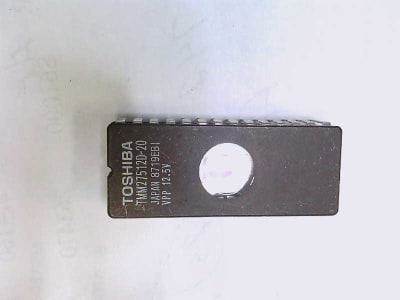 TOSHIBA
TMM27512D-20
JAPAN 8719EBI
VPP 12.5V